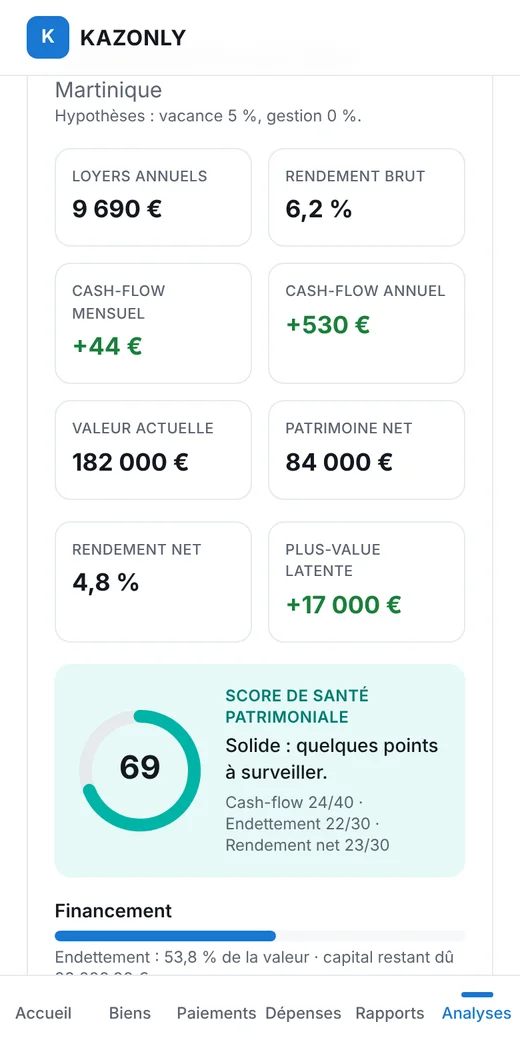 K KAZONLY
Martinique
Hypothèses : vacance 5 %, gestion 0 %.
LOYERS ANNUELS
9 690 €
RENDEMENT BRUT
6,2 %
CASH-FLOW
MENSUEL
+44 €
CASH-FLOW ANNUEL
+530 €
VALEUR ACTUELLE
182 000 €
PATRIMOINE NET
84 000 €
RENDEMENT NET
4,8 %
PLUS-VALUE
LATENTE
+17 000 €
69
SCORE DE SANTÉ
PATRIMONIALE
Solide : quelques points
à surveiller.
Cash-flow 24/40 ·
Endettement 22/30 ·
Rendement net 23/30
Financement
Endettement : 53,8 % de la valeur · capital restant dû
Accueil Biens Paiements Dépenses Rapports Analyses